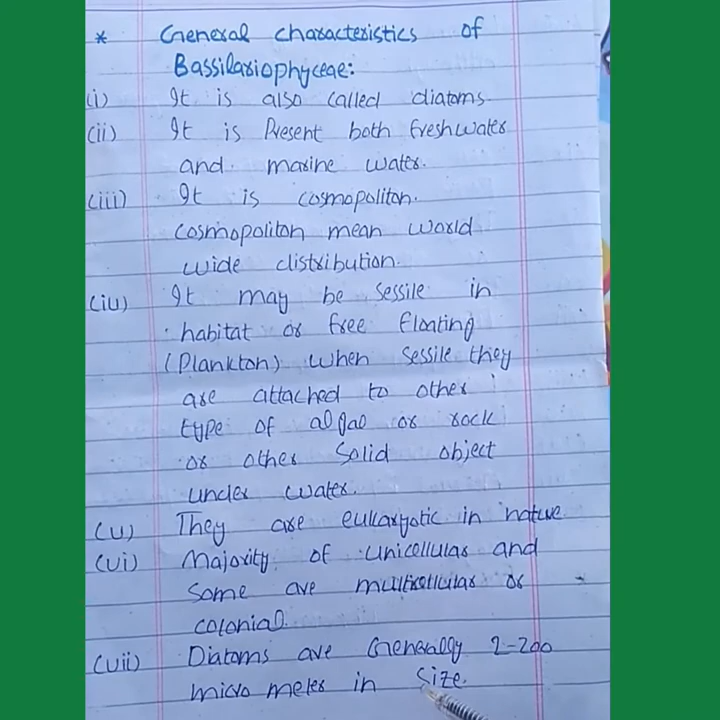 * General characteristics of
Bassilariophyceae:
(i) It is also called diatoms.
(ii) It is Present both freshwater
and marine water.
(iii) It is cosmopoliton.
cosmopoliton mean world
wide distribution.
(iv) It may be sessile in
habitat or free floating
(Plankton) when sessile they
are attached to other
type of algae or rock
or other solid object
under water.
(v) They are eukaryotic in nature
(vi) Majority of unicellular and
some are multicellular or
colonial.
(vii) Diatoms are Generally 2-200
micro meter in size.